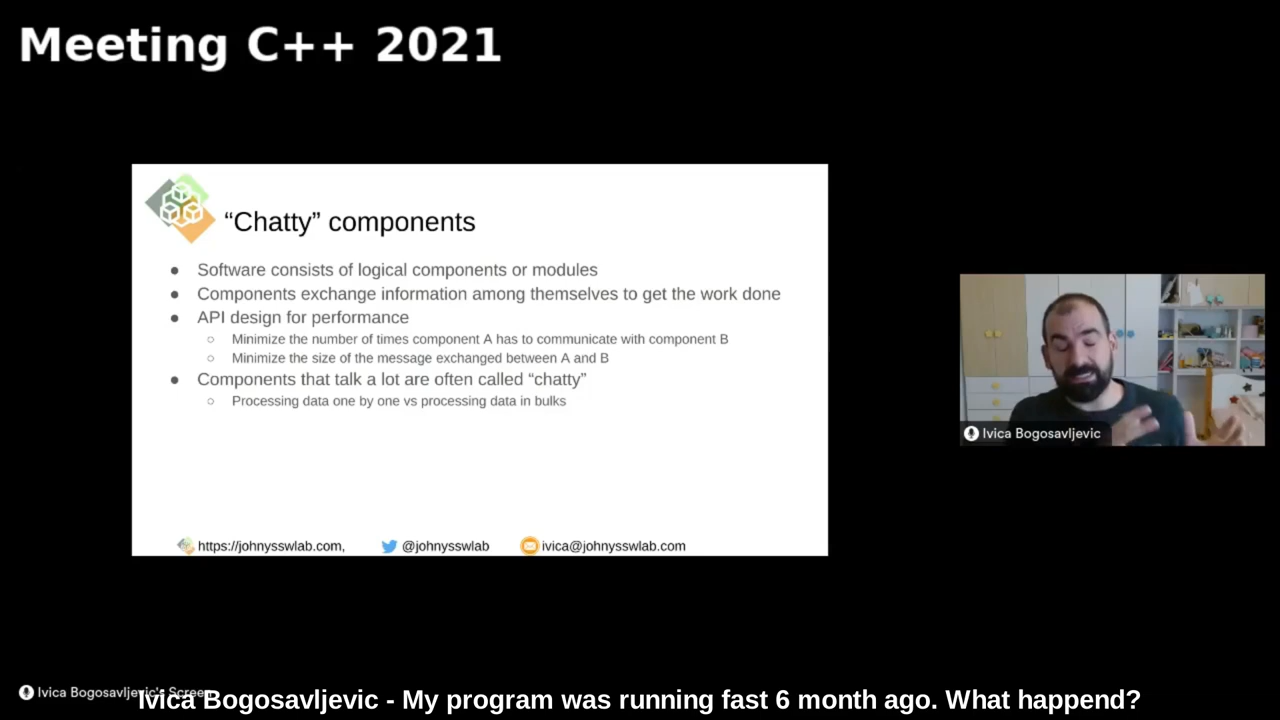 Meeting C++ 2021
“Chatty” components
● Software consists of logical components or modules
● Components exchange information among themselves to get the work done
● API design for performance
○ Minimize the number of times component A has to communicate with component B
○ Minimize the size of the message exchanged between A and B
● Components that talk a lot are often called “chatty”
○ Processing data one by one vs processing data in bulks
https://johnysswlab.com, @johnysswlab ivica@johnysswlab.com
Ivica Bogosavljevic
Ivica Bogosavljevic's Screen
Ivica Bogosavljevic - My program was running fast 6 month ago. What happend?